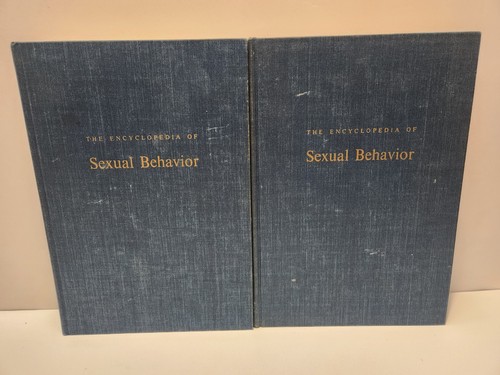 THE ENCYCLOPEDIA OF
Sexual Behavior
THE ENCYCLOPEDIA OF
Sexual Behavior